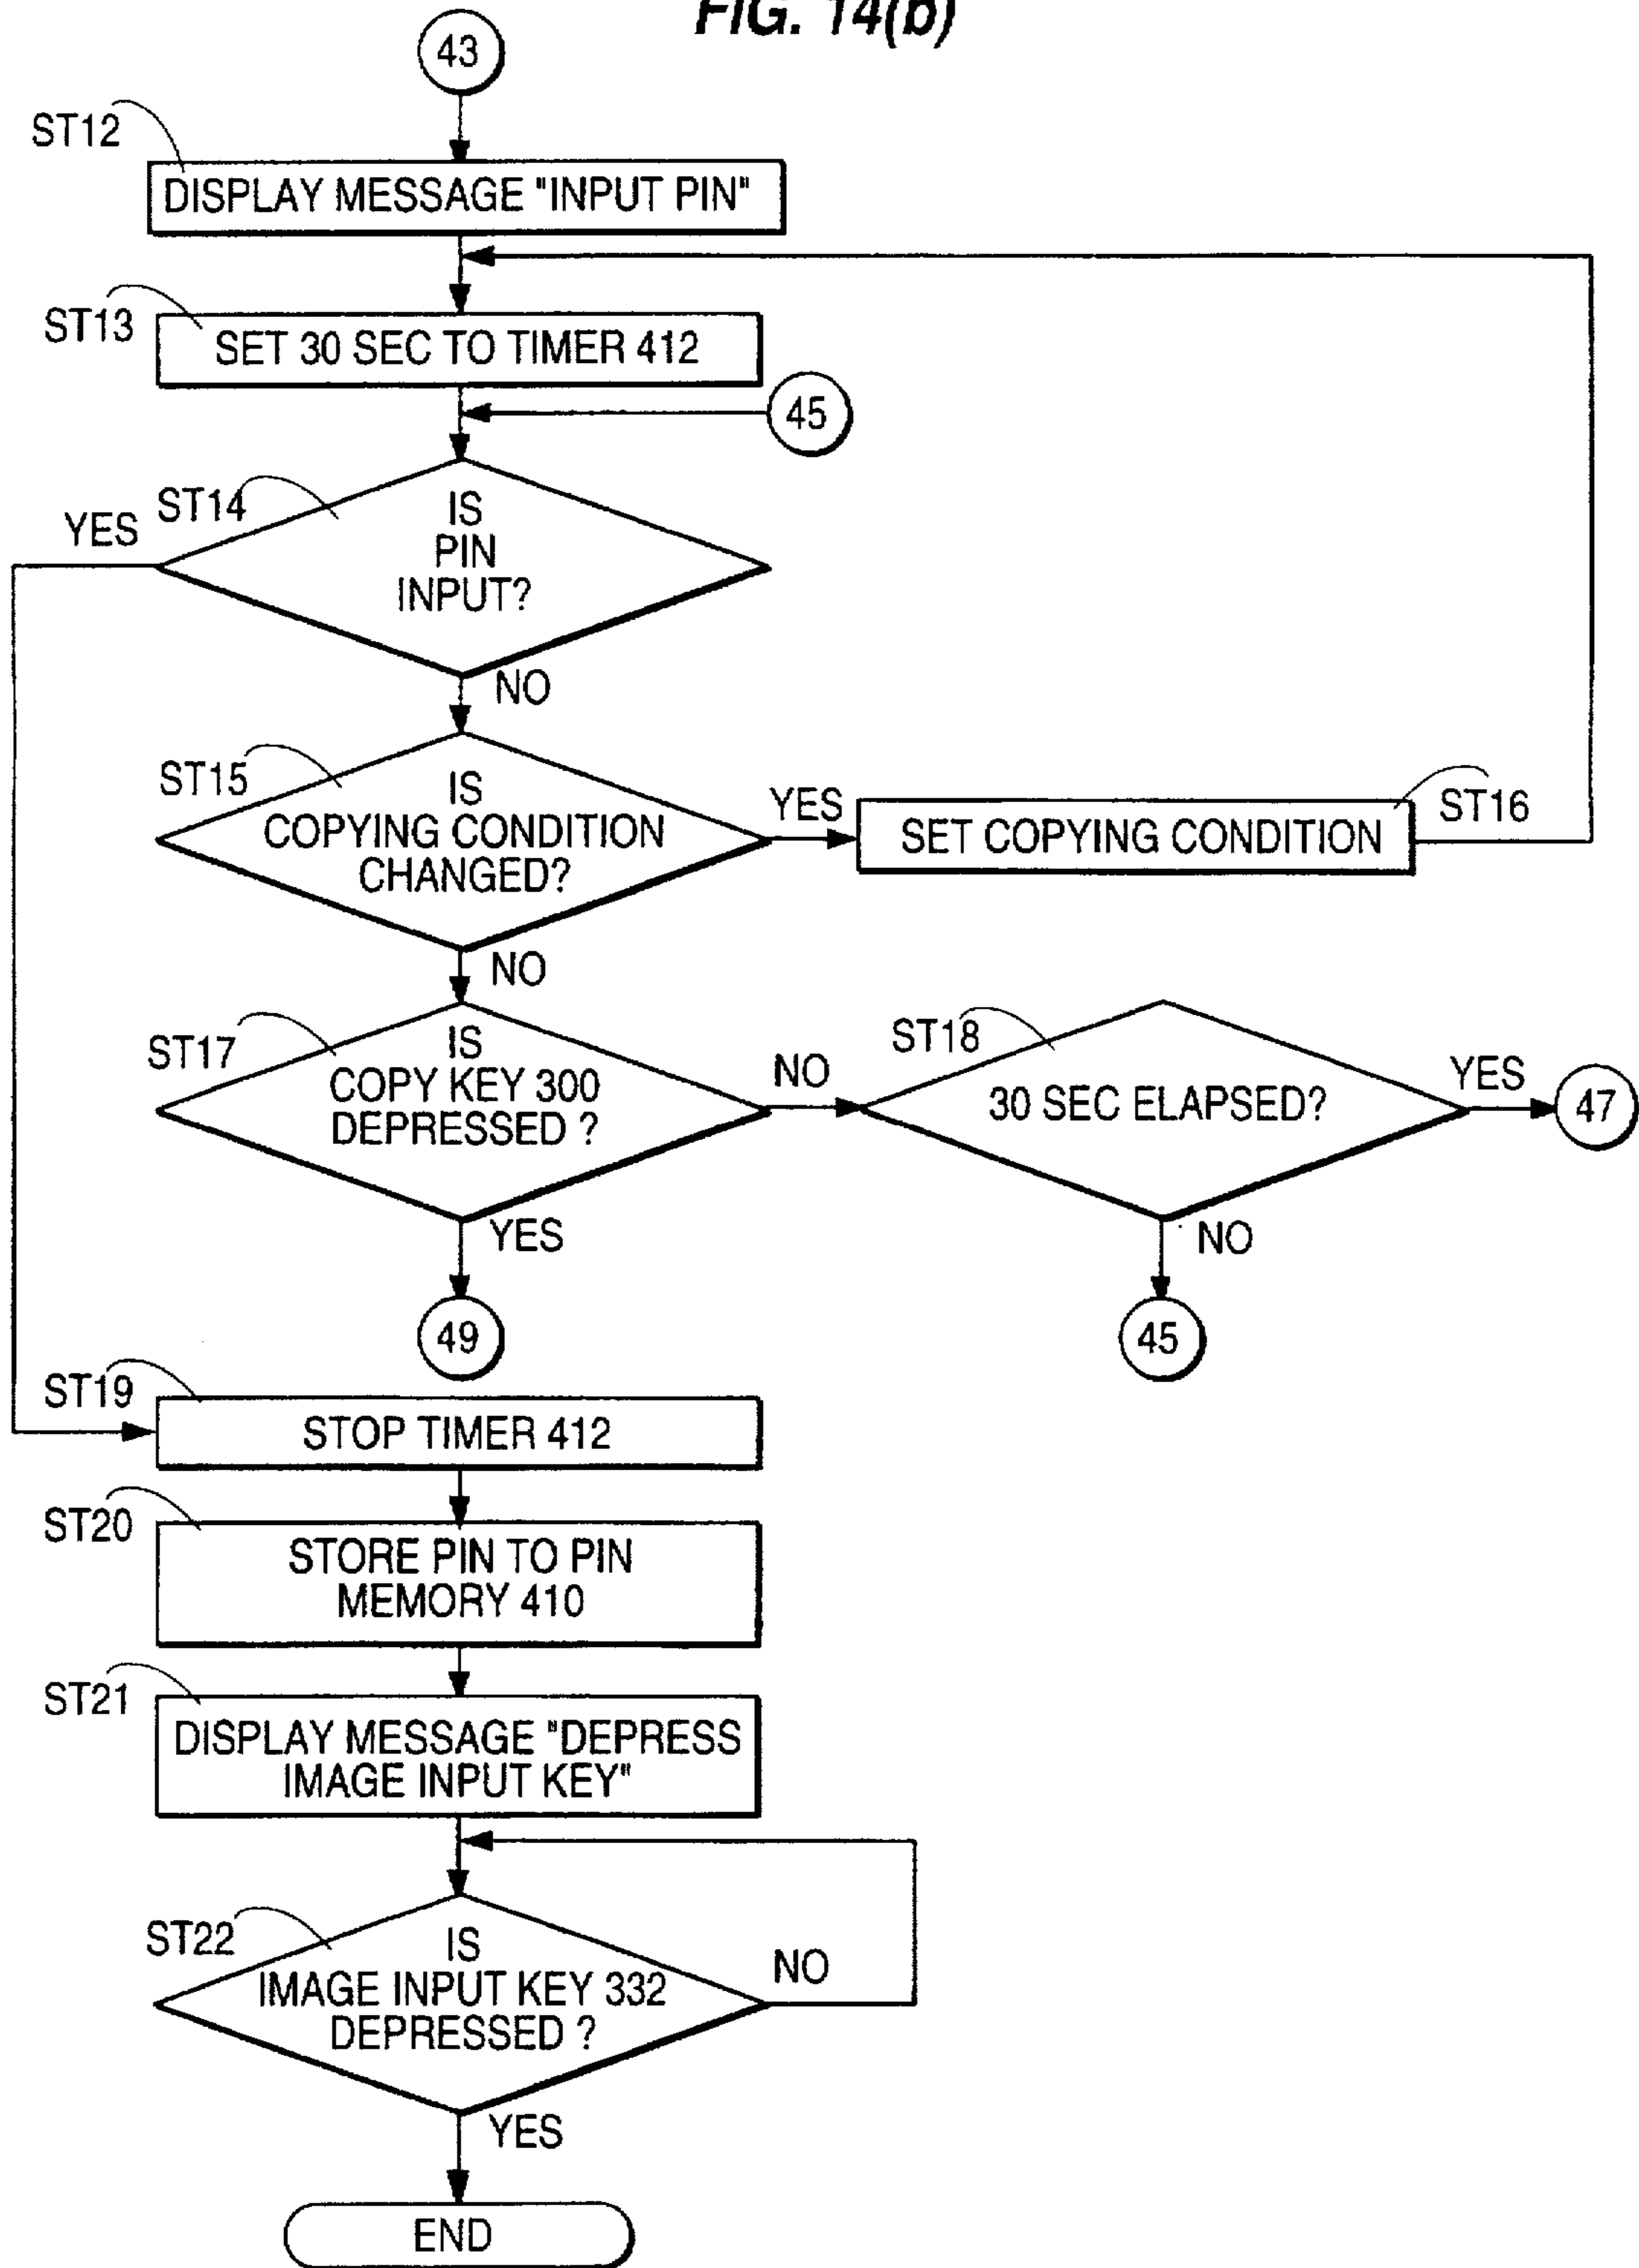 FIG. 14(b)
43
ST12
DISPLAY MESSAGE "INPUT PIN"
ST13
SET 30 SEC TO TIMER 412
45
ST14
YES
IS
PIN
INPUT?
NO
ST15
IS
COPYING CONDITION
CHANGED?
YES
SET COPYING CONDITION
ST16
NO
ST17
IS
COPY KEY 300
DEPRESSED ?
NO
ST18
30 SEC ELAPSED?
YES
47
YES
NO
49
45
ST19
STOP TIMER 412
ST20
STORE PIN TO PIN
MEMORY 410
ST21
DISPLAY MESSAGE "DEPRESS
IMAGE INPUT KEY"
ST22
IS
IMAGE INPUT KEY 332
DEPRESSED ?
NO
YES
END